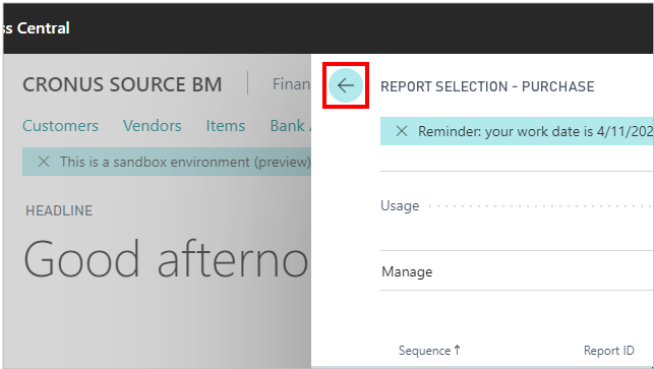 ss Central
CRONUS SOURCE BM
Finan
Customers Vendors Items Bank
This is a sandbox environment (preview)
HEADLINE
Good afterno
REPORT SELECTION - PURCHASE
Reminder: your work date is 4/11/202
Usage
Manage
Sequence↑ Report ID